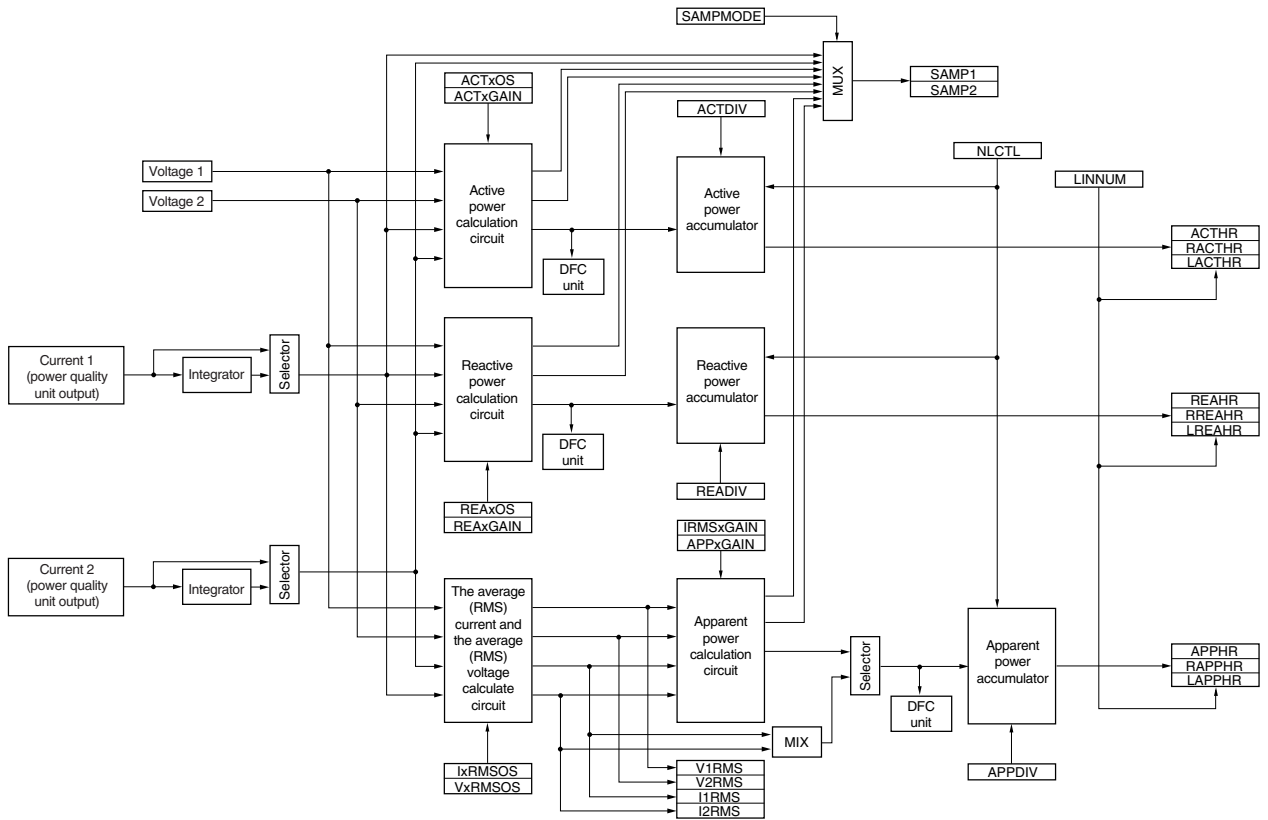 SAMPMODE
MUX
SAMP1
SAMP2
ACTxOS
ACTxGAIN
ACTDIV
NLCTL
LINNUM
Voltage 1
Voltage 2
Active
power
calculation
circuit
Active
power
accumulator
DFC
unit
ACTHR
RACTHR
LACTHR
Current 1
(power quality
unit output)
Integrator
Selector
Reactive
power
calculation
circuit
Reactive
power
accumulator
DFC
unit
REAHR
RREAHR
LREAHR
REAxOS
REAxGAIN
READIV
IRMSxGAIN
APPxGAIN
Current 2
(power quality
unit output)
Integrator
Selector
The average
(RMS)
current and
the average
(RMS)
voltage
calculate
circuit
Apparent
power
calculation
circuit
Selector
DFC
unit
Apparent
power
accumulator
APPHR
RAPPHR
LAPPHR
MIX
IxRMSOS
VxRMSOS
V1RMS
V2RMS
I1RMS
I2RMS
APPDIV